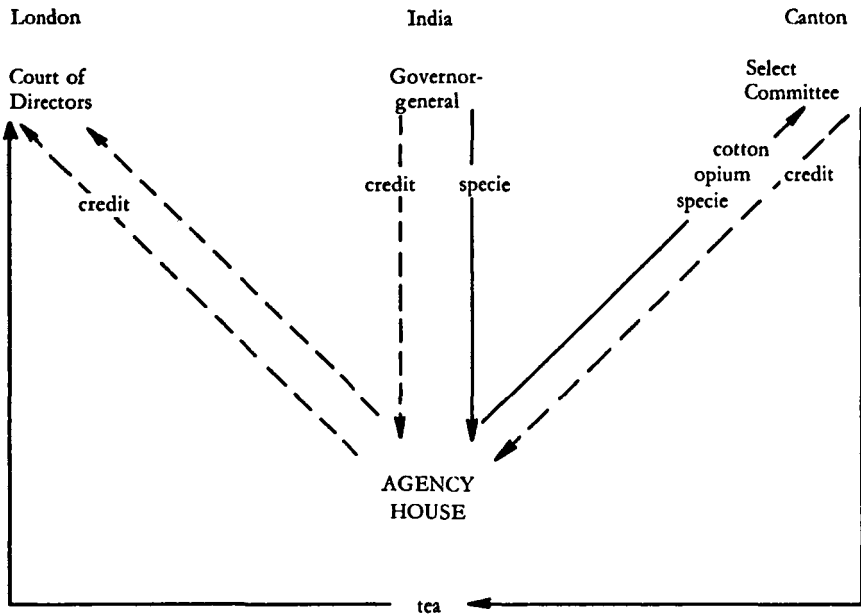 London
India
Canton
Court of
Directors
Governor-
general
Select
Committee
credit
credit
specie
cotton
opium
specie
credit
AGENCY
HOUSE
tea